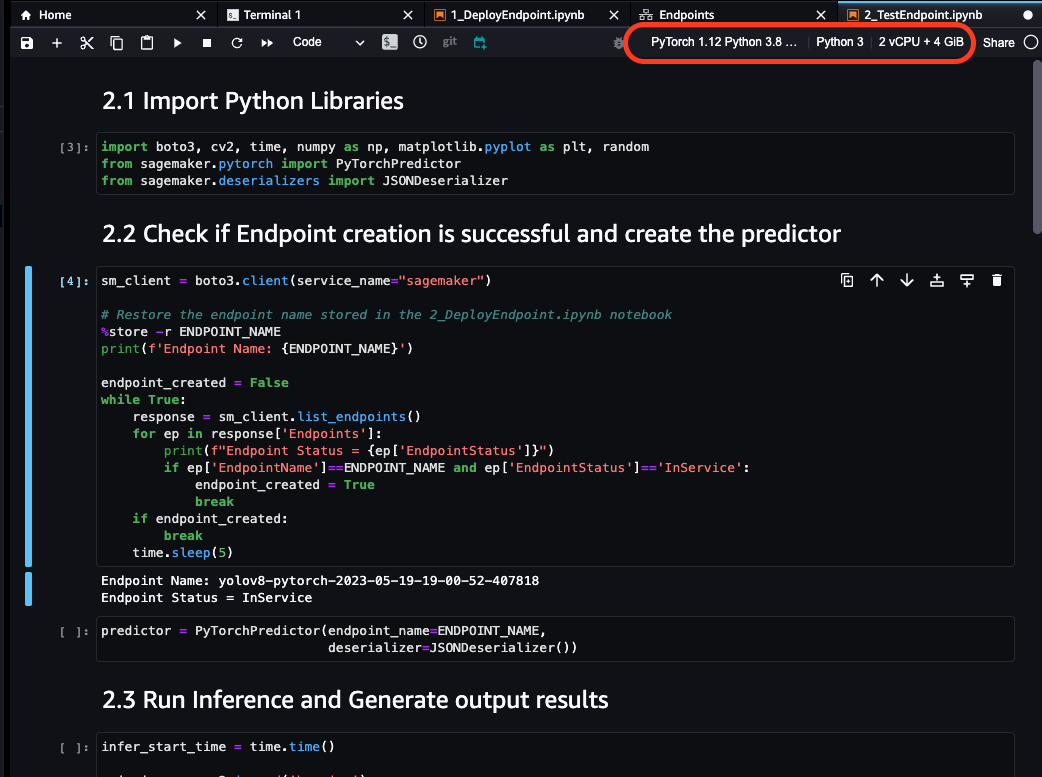 Home
Terminal 1
1_DeployEndpoint.ipynb
Endpoints
2_TestEndpoint.ipynb
Code
git
PyTorch 1.12 Python 3.8 ...
Python 3
2 vCPU + 4 GiB
Share
2.1 Import Python Libraries
[3]: import boto3, cv2, time, numpy as np, matplotlib.pyplot as plt, random
from sagemaker.pytorch import PyTorchPredictor
from sagemaker.deserializers import JSONDeserializer
2.2 Check if Endpoint creation is successful and create the predictor
[4]: sm_client = boto3.client(service_name="sagemaker")
# Restore the endpoint name stored in the 2_DeployEndpoint.ipynb notebook
%store -r ENDPOINT_NAME
print(f'Endpoint Name: {ENDPOINT_NAME}')
endpoint_created = False
while True:
    response = sm_client.list_endpoints()
    for ep in response['Endpoints']:
        print(f"Endpoint Status = {ep['EndpointStatus']}")
        if ep['EndpointName']==ENDPOINT_NAME and ep['EndpointStatus']=='InService':
            endpoint_created = True
            break
    if endpoint_created:
        break
    time.sleep(5)
Endpoint Name: yolov8-pytorch-2023-05-19-19-00-52-407818
Endpoint Status = InService
[ ]: predictor = PyTorchPredictor(endpoint_name=ENDPOINT_NAME,
                             deserializer=JSONDeserializer())
2.3 Run Inference and Generate output results
[ ]: infer_start_time = time.time()